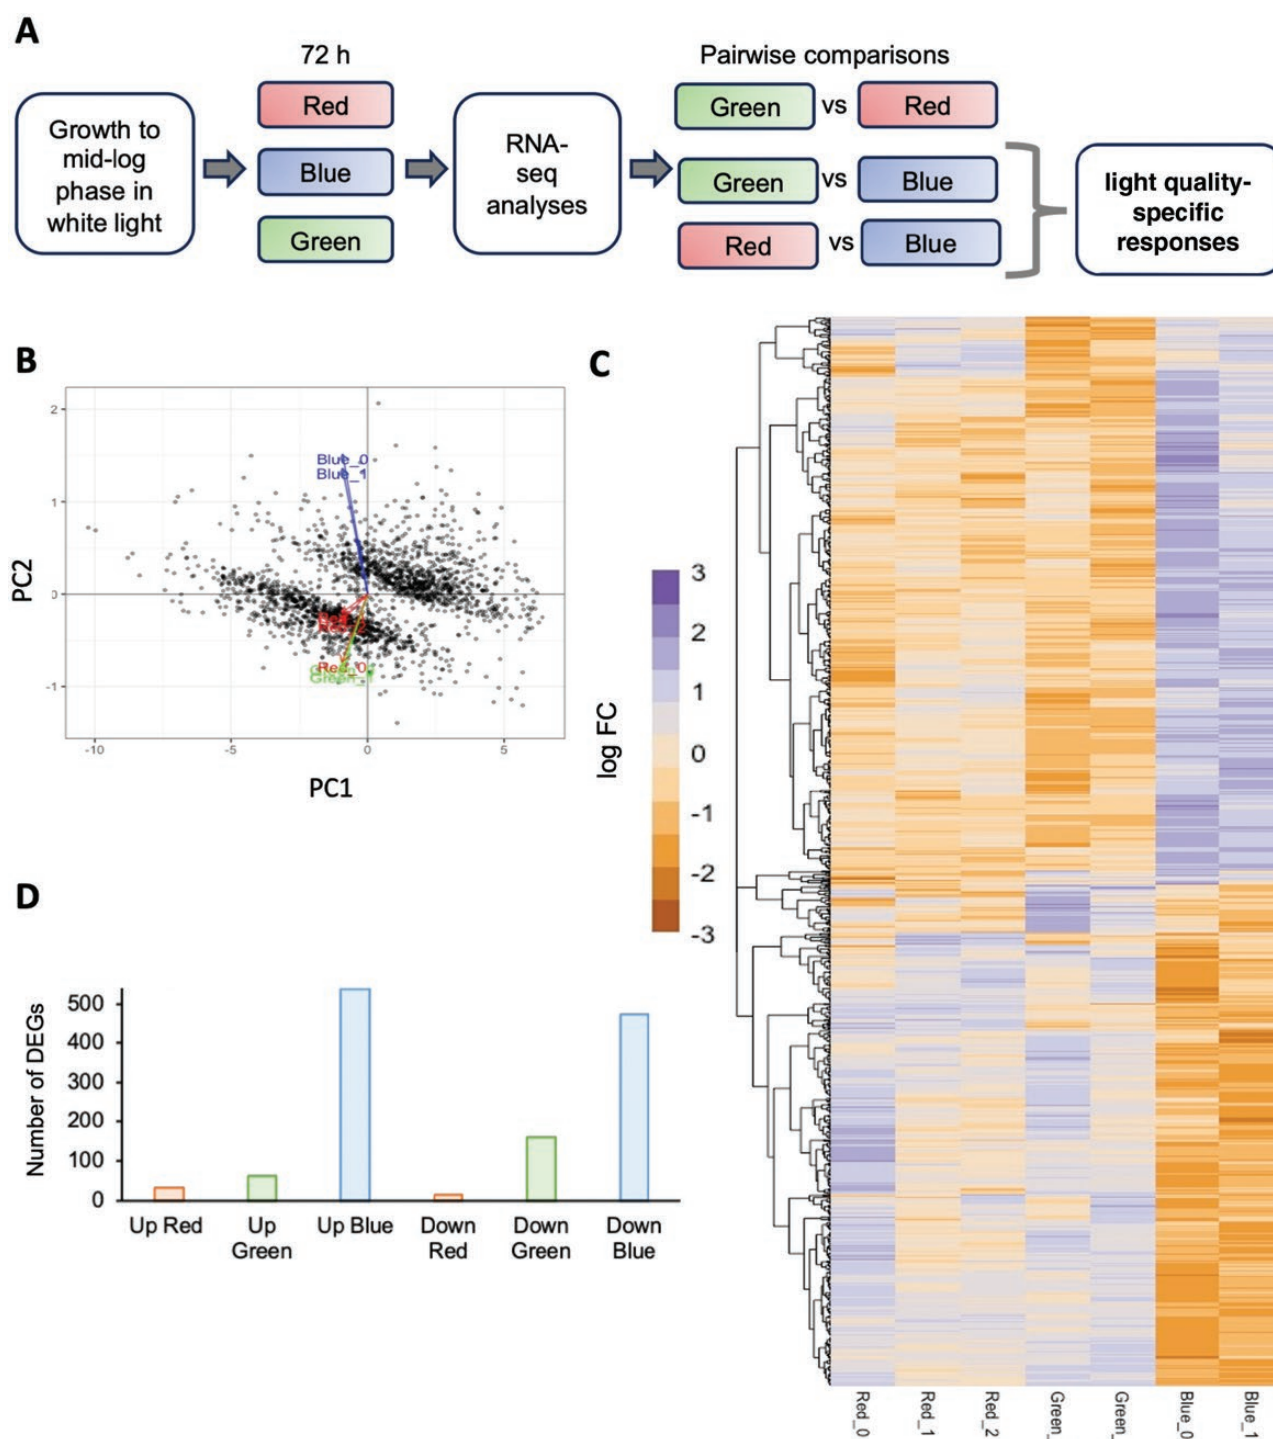 A
72 h
Pairwise comparisons
Growth to
mid-log
phase in
white light
Red
Blue
Green
RNA-
seq
analyses
Green vs Red
Green vs Blue
Red vs Blue
light quality-
specific
responses
B
PC2
2
1
0
-1
Blue_0
Blue_1
Red_0
-10
-5
0
5
PC1
C
log FC
3
2
1
0
-1
-2
-3
Red_0
Red_1
Red_2
Green_
Green_
Blue_0
Blue_1
D
Number of DEGs
500
400
300
200
100
0
Up Red
Up
Green
Up Blue
Down
Red
Down
Green
Down
Blue